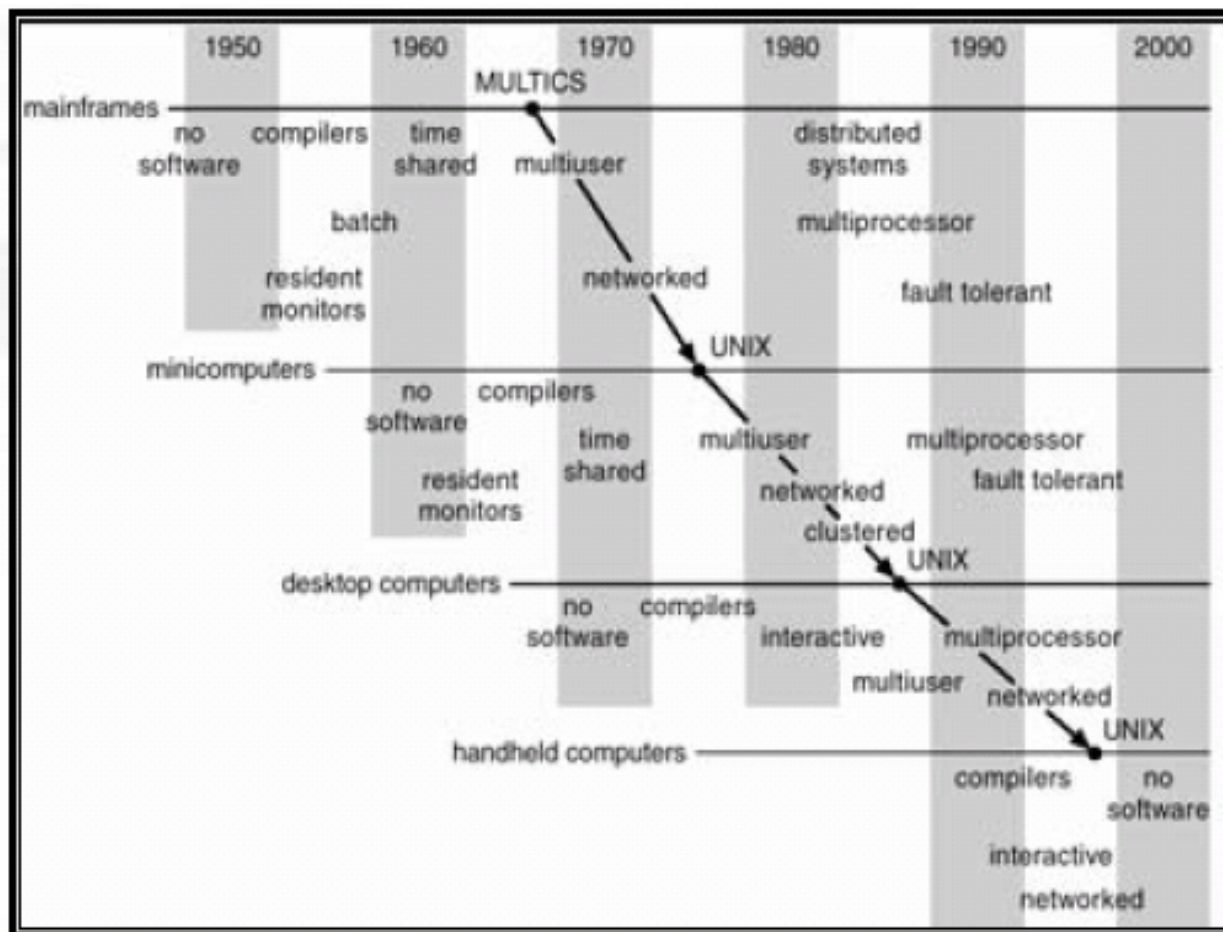 1950 1960 1970 1980 1990 2000
MULTICS
mainframes
no compilers time distributed
software shared multiuser systems
batch multiprocessor
resident networked
monitors fault tolerant
UNIX
minicomputers
no compilers
software
time multiuser multiprocessor
shared
resident networked fault tolerant
monitors
clustered
UNIX
desktop computers
no compilers
software interactive multiprocessor
multiuser networked
UNIX
handheld computers
compilers no
software
interactive
networked